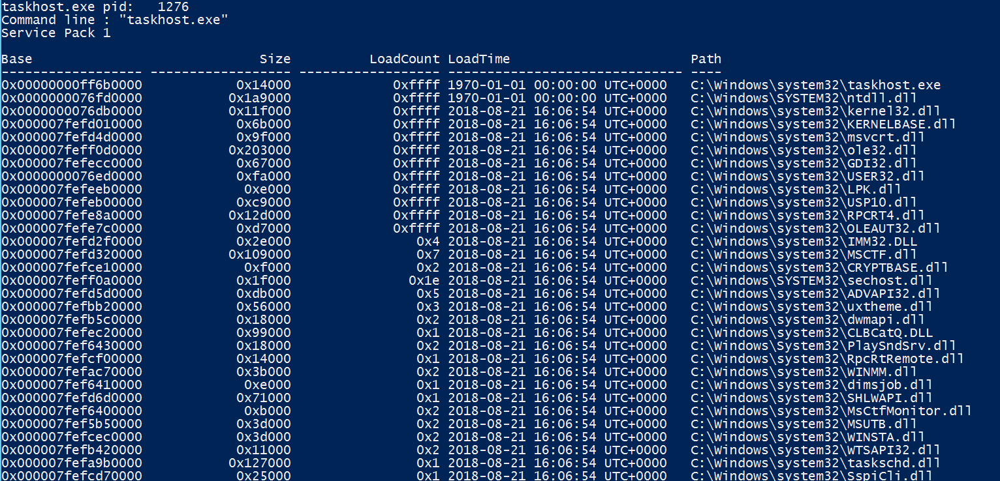 taskhost.exe pid:   1276
Command line : "taskhost.exe"
Service Pack 1
Base                             Size          LoadCount LoadTime                       Path
------------------ ------------------ ------------------ ------------------------------ ----
0x00000000ff6b0000            0x14000             0xffff 1970-01-01 00:00:00 UTC+0000   C:\Windows\system32\taskhost.exe
0x0000000076fd0000           0x1a9000             0xffff 1970-01-01 00:00:00 UTC+0000   C:\Windows\SYSTEM32\ntdll.dll
0x0000000076db0000           0x11f000             0xffff 2018-08-21 16:06:54 UTC+0000   C:\Windows\system32\kernel32.dll
0x000007fefd010000            0x6b000             0xffff 2018-08-21 16:06:54 UTC+0000   C:\Windows\system32\KERNELBASE.dll
0x000007fefd4d0000            0x9f000             0xffff 2018-08-21 16:06:54 UTC+0000   C:\Windows\system32\msvcrt.dll
0x000007feff0d0000           0x203000             0xffff 2018-08-21 16:06:54 UTC+0000   C:\Windows\system32\ole32.dll
0x000007fefecc0000            0x67000             0xffff 2018-08-21 16:06:54 UTC+0000   C:\Windows\system32\GDI32.dll
0x0000000076ed0000            0xfa000             0xffff 2018-08-21 16:06:54 UTC+0000   C:\Windows\system32\USER32.dll
0x000007fefeeb0000             0xe000             0xffff 2018-08-21 16:06:54 UTC+0000   C:\Windows\system32\LPK.dll
0x000007fefeb00000            0xc9000             0xffff 2018-08-21 16:06:54 UTC+0000   C:\Windows\system32\USP10.dll
0x000007fefe8a0000           0x12d000             0xffff 2018-08-21 16:06:54 UTC+0000   C:\Windows\system32\RPCRT4.dll
0x000007fefe7c0000            0xd7000             0xffff 2018-08-21 16:06:54 UTC+0000   C:\Windows\system32\OLEAUT32.dll
0x000007fefd2f0000            0x2e000                0x4 2018-08-21 16:06:54 UTC+0000   C:\Windows\system32\IMM32.DLL
0x000007fefd320000           0x109000                0x7 2018-08-21 16:06:54 UTC+0000   C:\Windows\system32\MSCTF.dll
0x000007fefce10000             0xf000                0x2 2018-08-21 16:06:54 UTC+0000   C:\Windows\system32\CRYPTBASE.dll
0x000007feff0a0000            0x1f000               0x1e 2018-08-21 16:06:54 UTC+0000   C:\Windows\SYSTEM32\sechost.dll
0x000007fefd5d0000            0xdb000                0x5 2018-08-21 16:06:54 UTC+0000   C:\Windows\system32\ADVAPI32.dll
0x000007fefbb20000            0x56000                0x3 2018-08-21 16:06:54 UTC+0000   C:\Windows\system32\uxtheme.dll
0x000007fefb5c0000            0x18000                0x2 2018-08-21 16:06:54 UTC+0000   C:\Windows\system32\dwmapi.dll
0x000007fefec20000            0x99000                0x1 2018-08-21 16:06:54 UTC+0000   C:\Windows\system32\CLBCatQ.DLL
0x000007fef6430000            0x18000                0x2 2018-08-21 16:06:54 UTC+0000   C:\Windows\System32\PlaySndSrv.dll
0x000007fefcf00000            0x14000                0x1 2018-08-21 16:06:54 UTC+0000   C:\Windows\system32\RpcRtRemote.dll
0x000007fefac70000            0x3b000                0x2 2018-08-21 16:06:54 UTC+0000   C:\Windows\system32\WINMM.dll
0x000007fef6410000             0xe000                0x1 2018-08-21 16:06:54 UTC+0000   C:\Windows\system32\dimsjob.dll
0x000007fefd6d0000            0x71000                0x1 2018-08-21 16:06:54 UTC+0000   C:\Windows\system32\SHLWAPI.dll
0x000007fef6400000             0xb000                0x2 2018-08-21 16:06:54 UTC+0000   C:\Windows\system32\MsCtfMonitor.dll
0x000007fef5b50000            0x3d000                0x2 2018-08-21 16:06:54 UTC+0000   C:\Windows\system32\MSUTB.dll
0x000007fefcec0000            0x3d000                0x2 2018-08-21 16:06:54 UTC+0000   C:\Windows\system32\WINSTA.dll
0x000007fefb420000            0x11000                0x2 2018-08-21 16:06:54 UTC+0000   C:\Windows\system32\WTSAPI32.dll
0x000007fefa9b0000           0x127000                0x1 2018-08-21 16:06:54 UTC+0000   C:\Windows\system32\taskschd.dll
0x000007fefcd70000            0x25000                0x1 2018-08-21 16:06:54 UTC+0000   C:\Windows\system32\SspiCli.dll